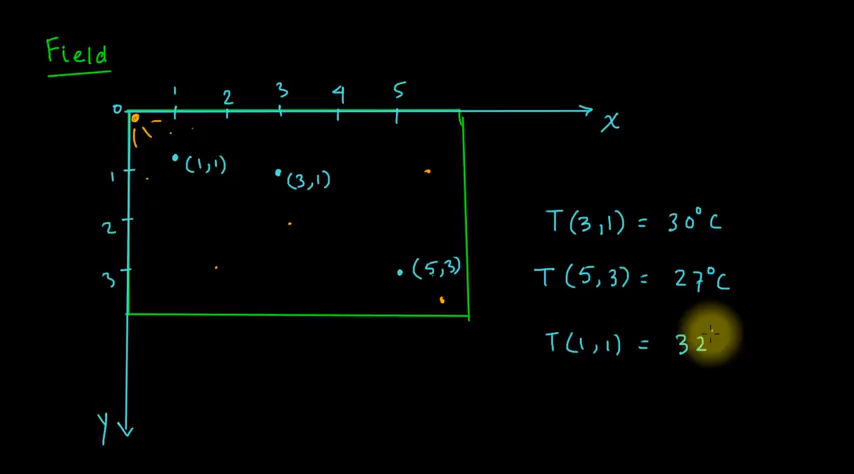 Field
0 1 2 3 4 5
x
1 (1,1) (3,1)
2
T(3,1) = 30°C
3 (5,3)
T(5,3) = 27°C
T(1,1) = 32
y